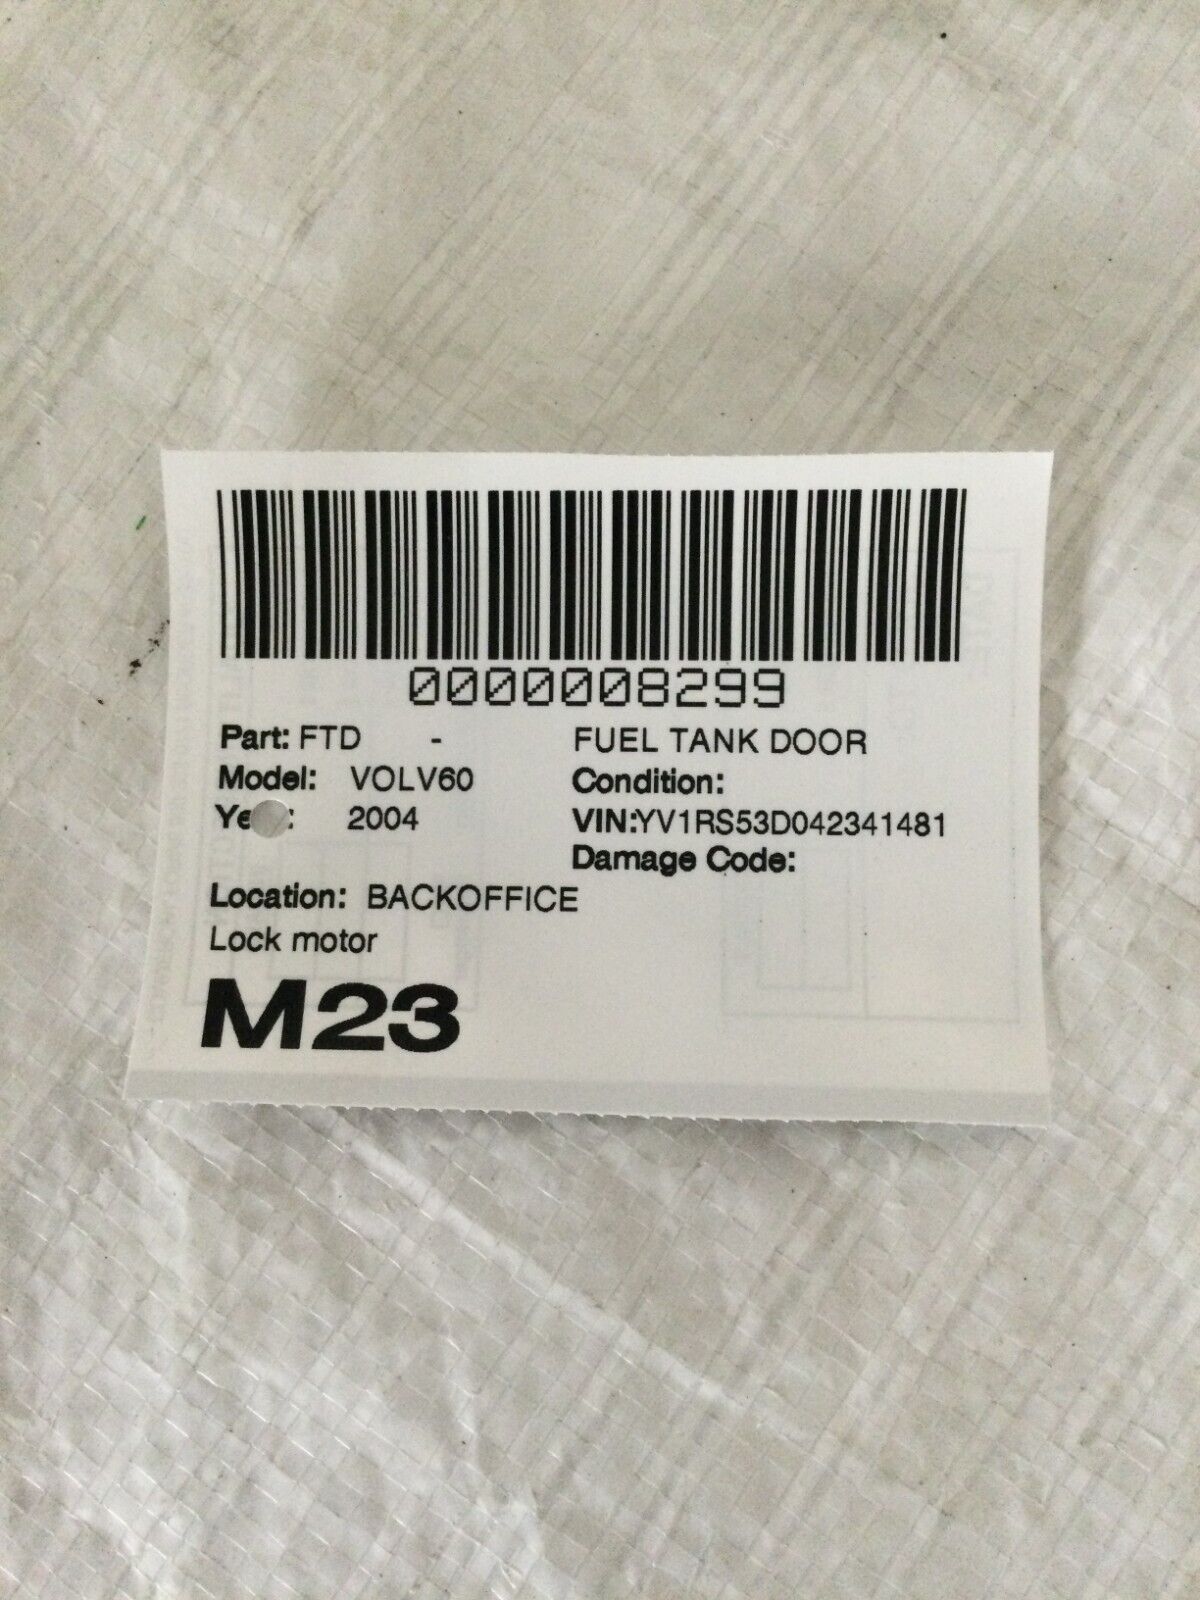 0000008299
Part: FTD - FUEL TANK DOOR
Model: VOLV60 Condition:
Ye : 2004 VIN:YV1RS53D042341481
Damage Code:
Location: BACKOFFICE
Lock motor
M23